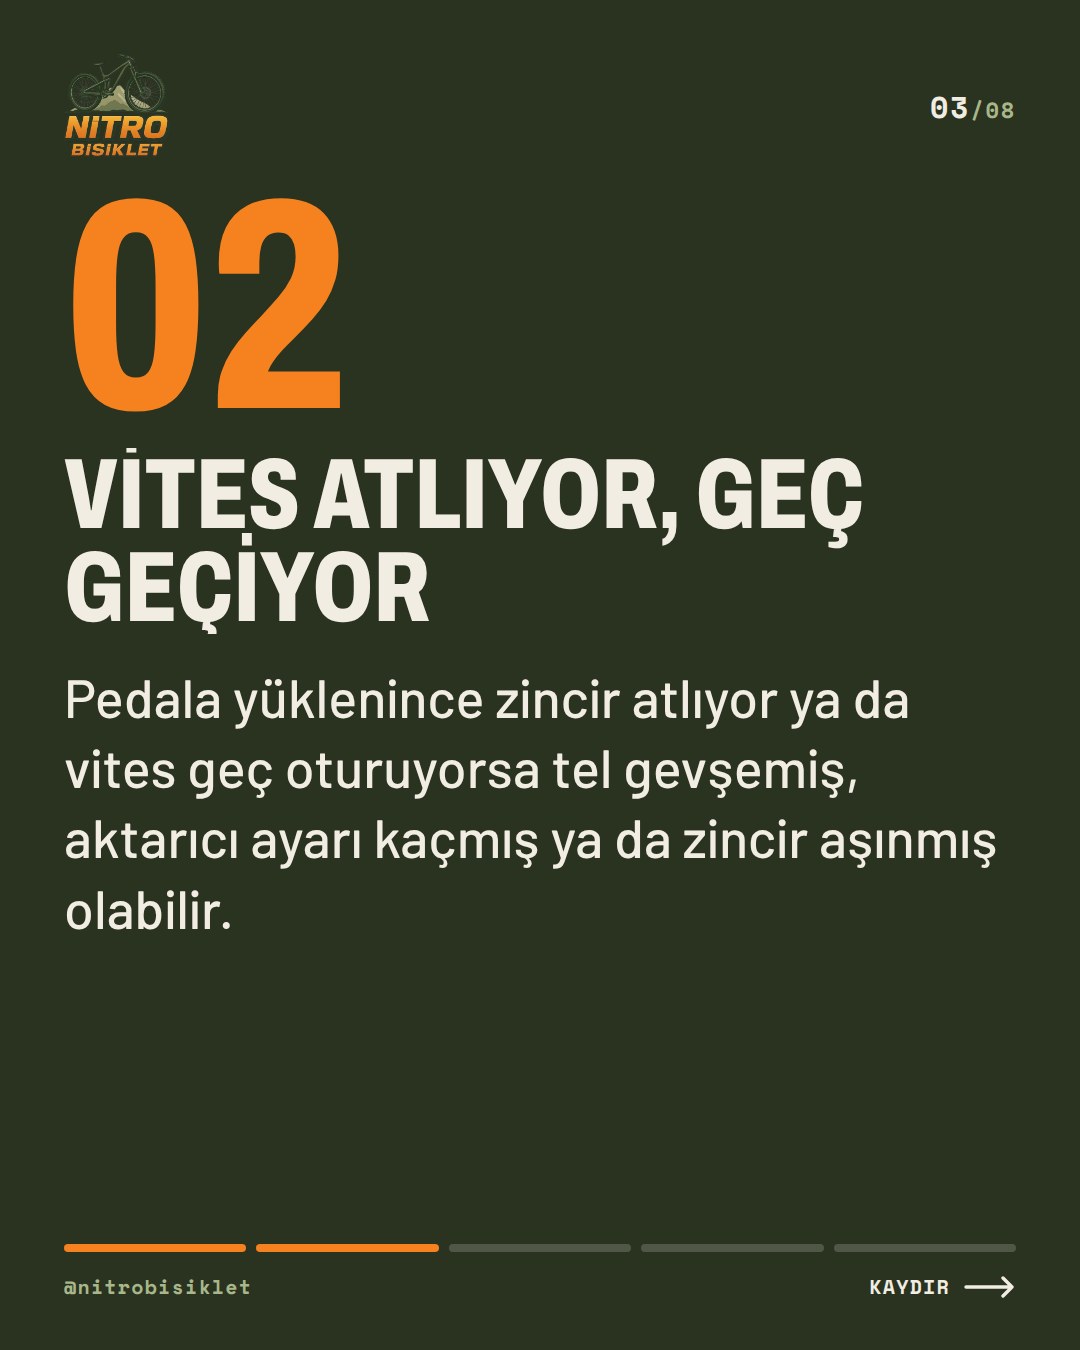 NITRO
BISIKLET
03/08
02
VİTES ATLIYOR, GEÇ
GEÇİYOR
Pedala yüklenince zincir atlıyor ya da
vites geç oturuyorsa tel gevşemiş,
aktarıcı ayarı kaçmış ya da zincir aşınmış
olabilir.
@nitrobisiklet
KAYDIR